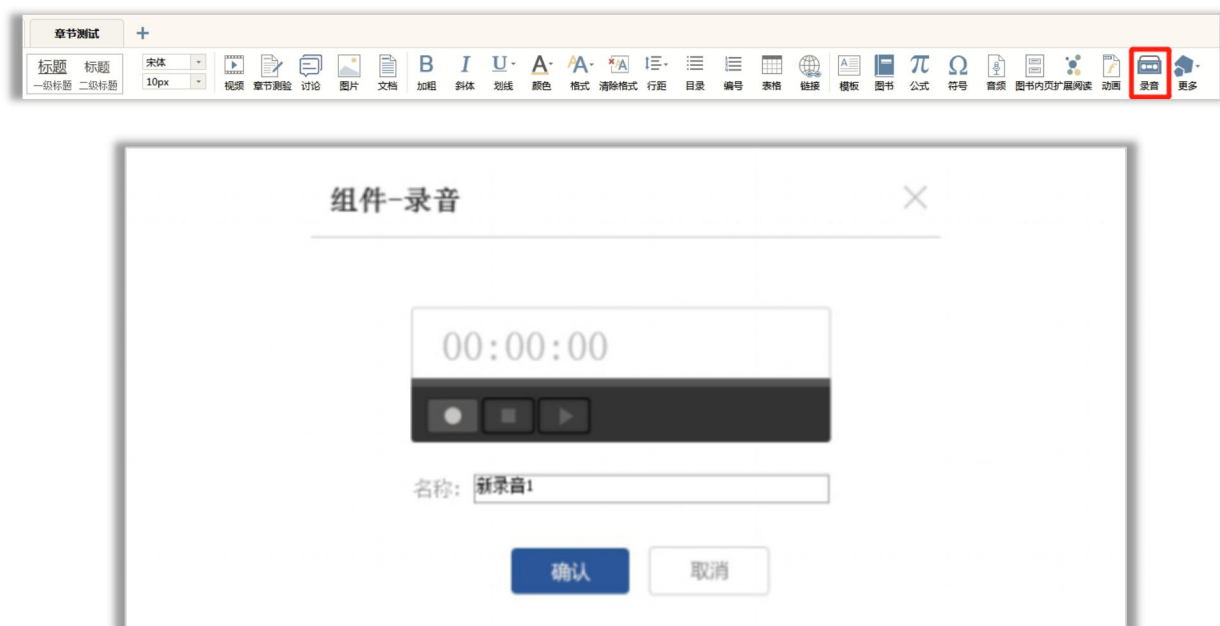 章节测试 +
标题 标题 宋体
一级标题 二级标题 10px 视频 章节测验 讨论 图片 文档 B 加粗 I 斜体 U 划线 A 颜色 AA 格式 A 清除格式 行距 目录 编号 表格 链接 A 模板 图书 π 公式 Ω 符号 音频 图书内页 扩展阅读 动画 录音 更多
组件-录音
00:00:00
名称: 新录音1
确认 取消